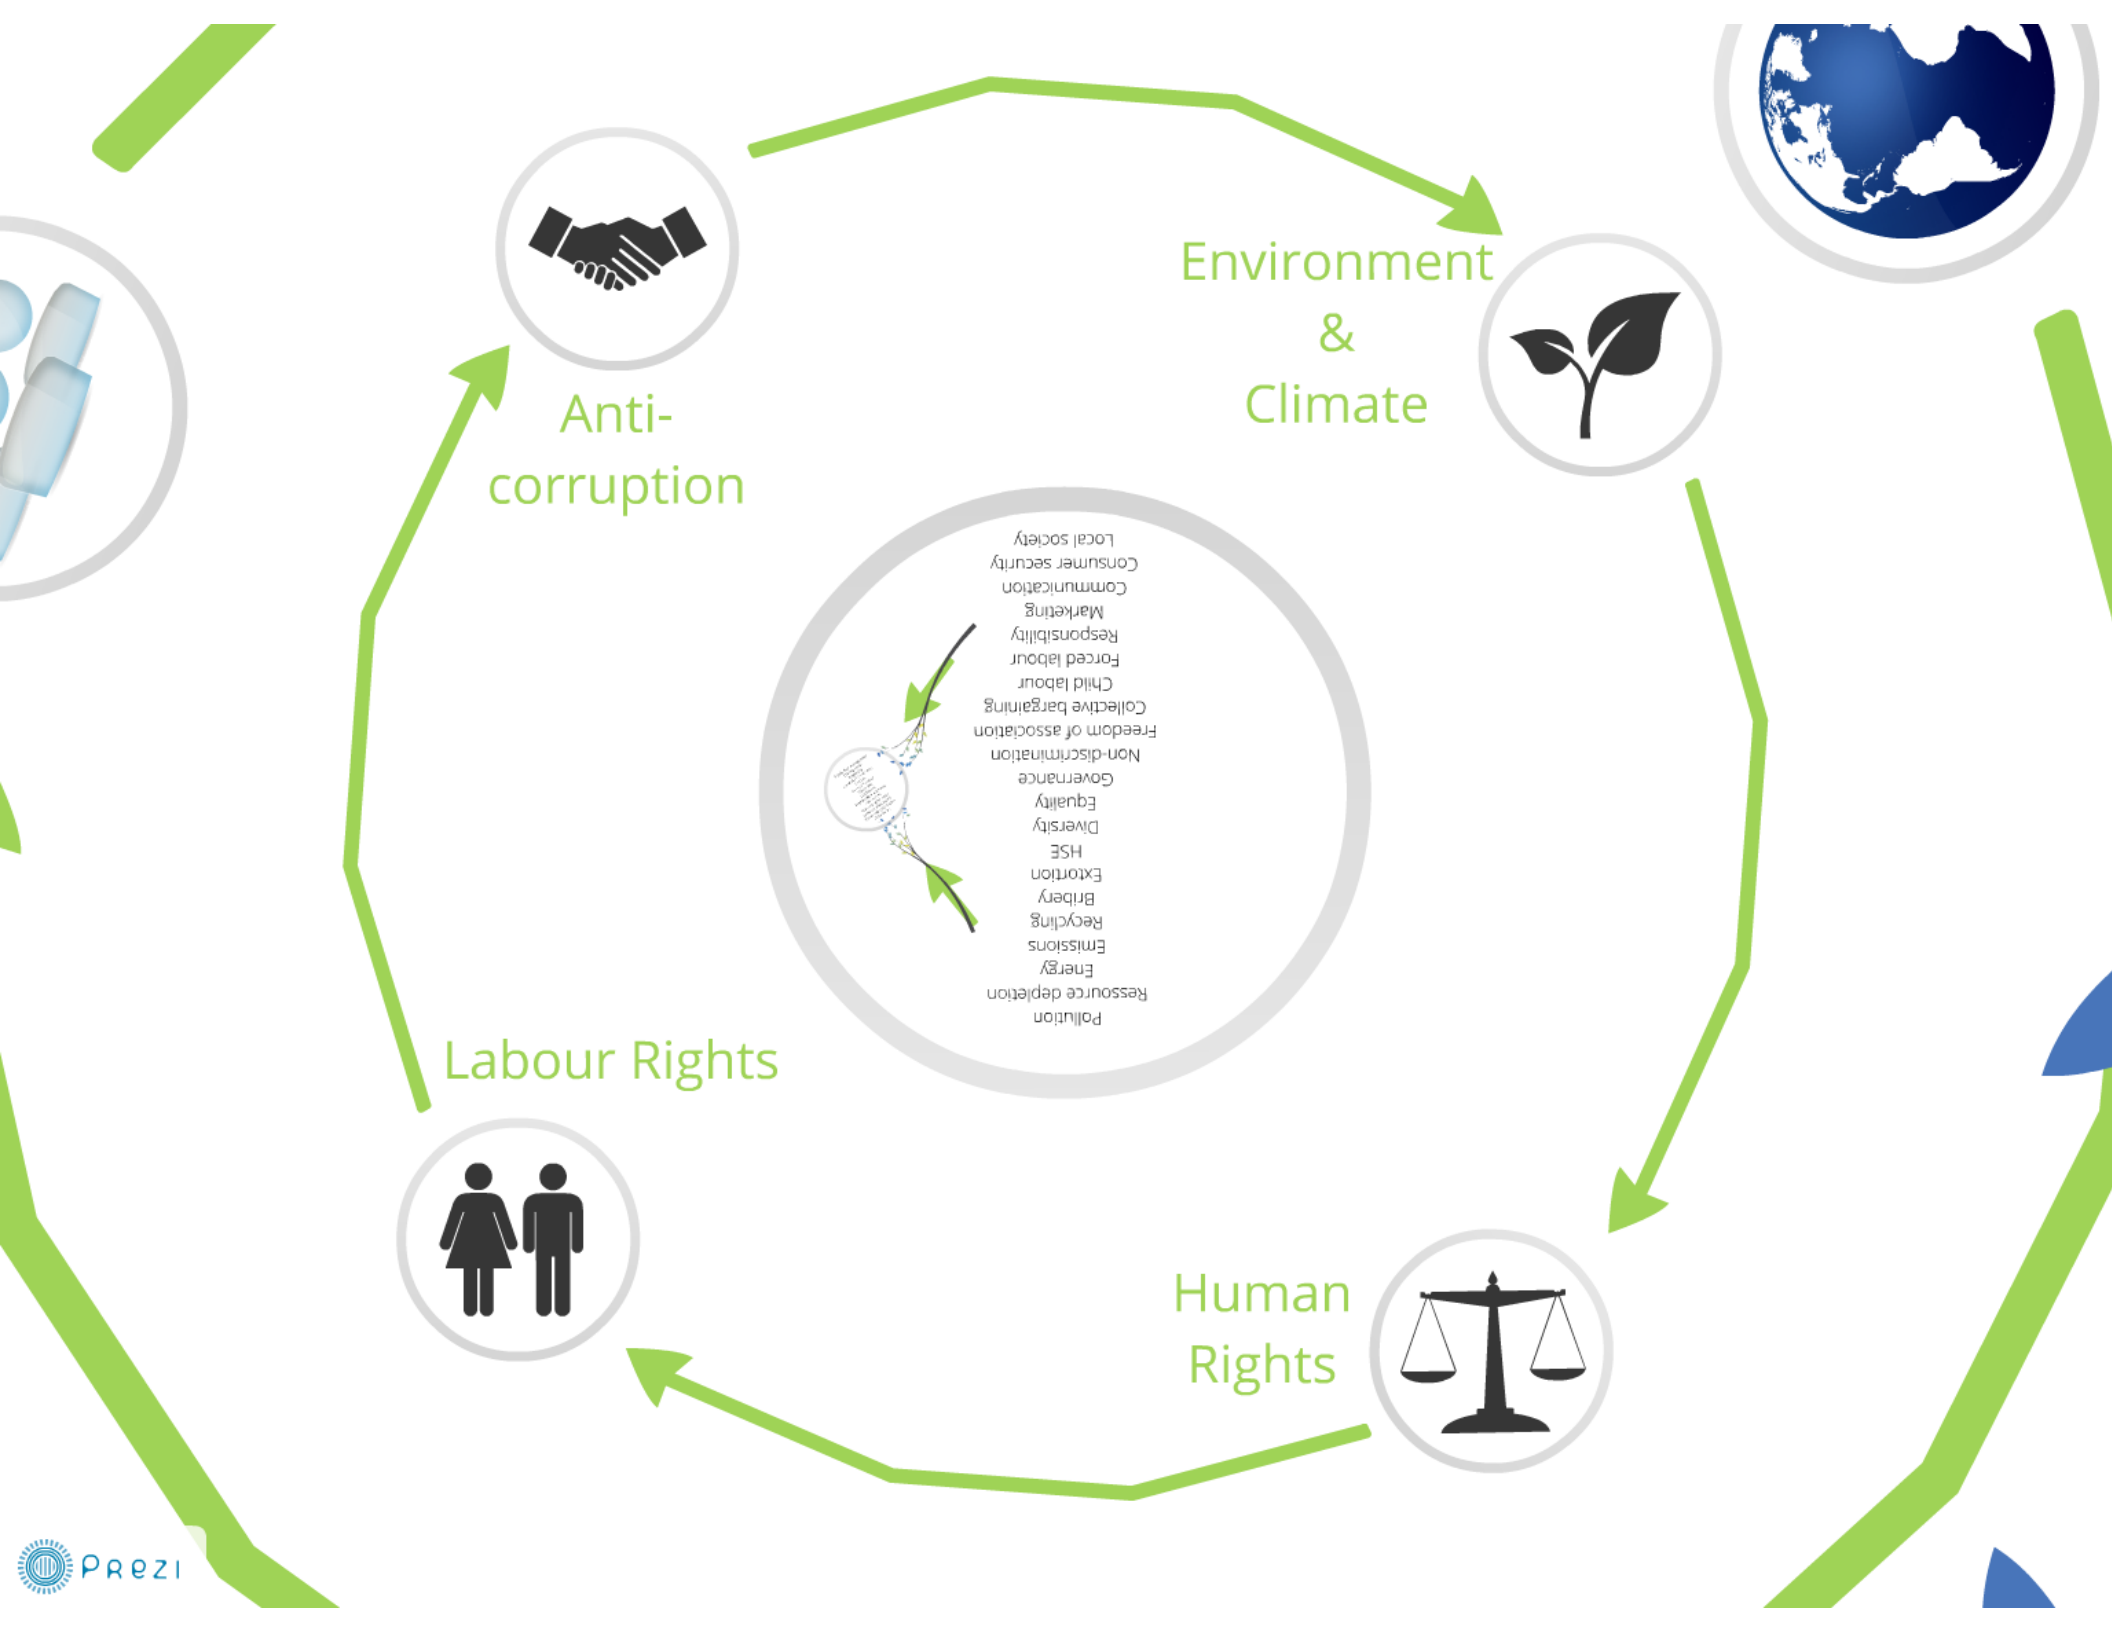 Anti-
corruption
Environment
&
Climate
Pollution
Ressource depletion
Energy
Emissions
Recycling
Bribery
Extortion
HSE
Diversity
Equality
Governance
Non-discrimination
Freedom of association
Collective bargaining
Child labour
Forced labour
Responsibility
Marketing
Communication
Consumer security
Local society
Labour Rights
Human
Rights
Prezi